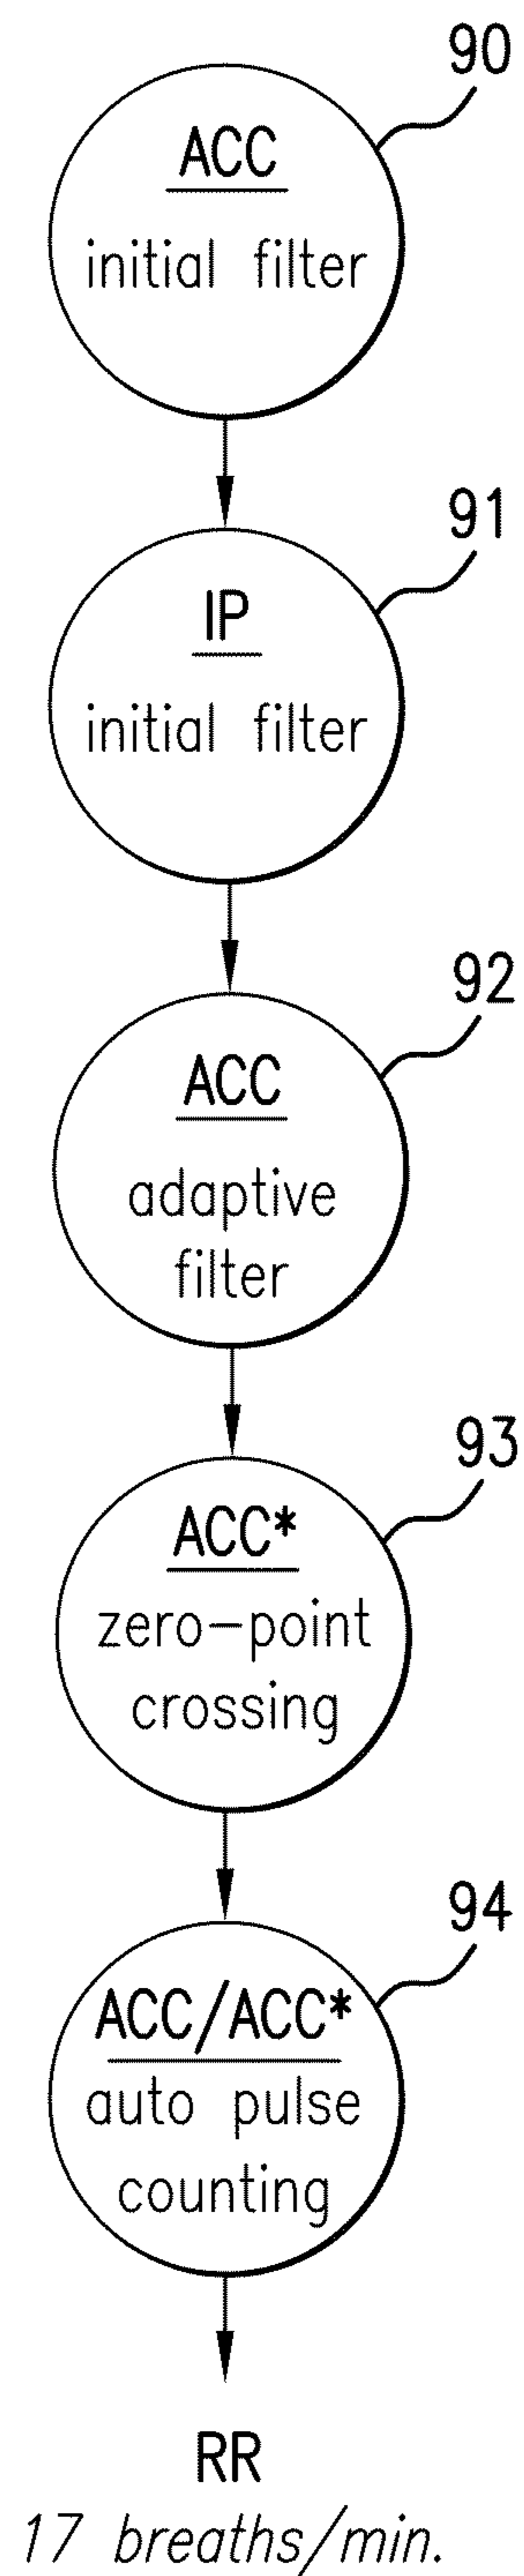 90
ACC
initial filter
91
IP
initial filter
92
ACC
adaptive
filter
93
ACC*
zero-point
crossing
94
ACC/ACC*
auto pulse
counting
RR
17 breaths/min.